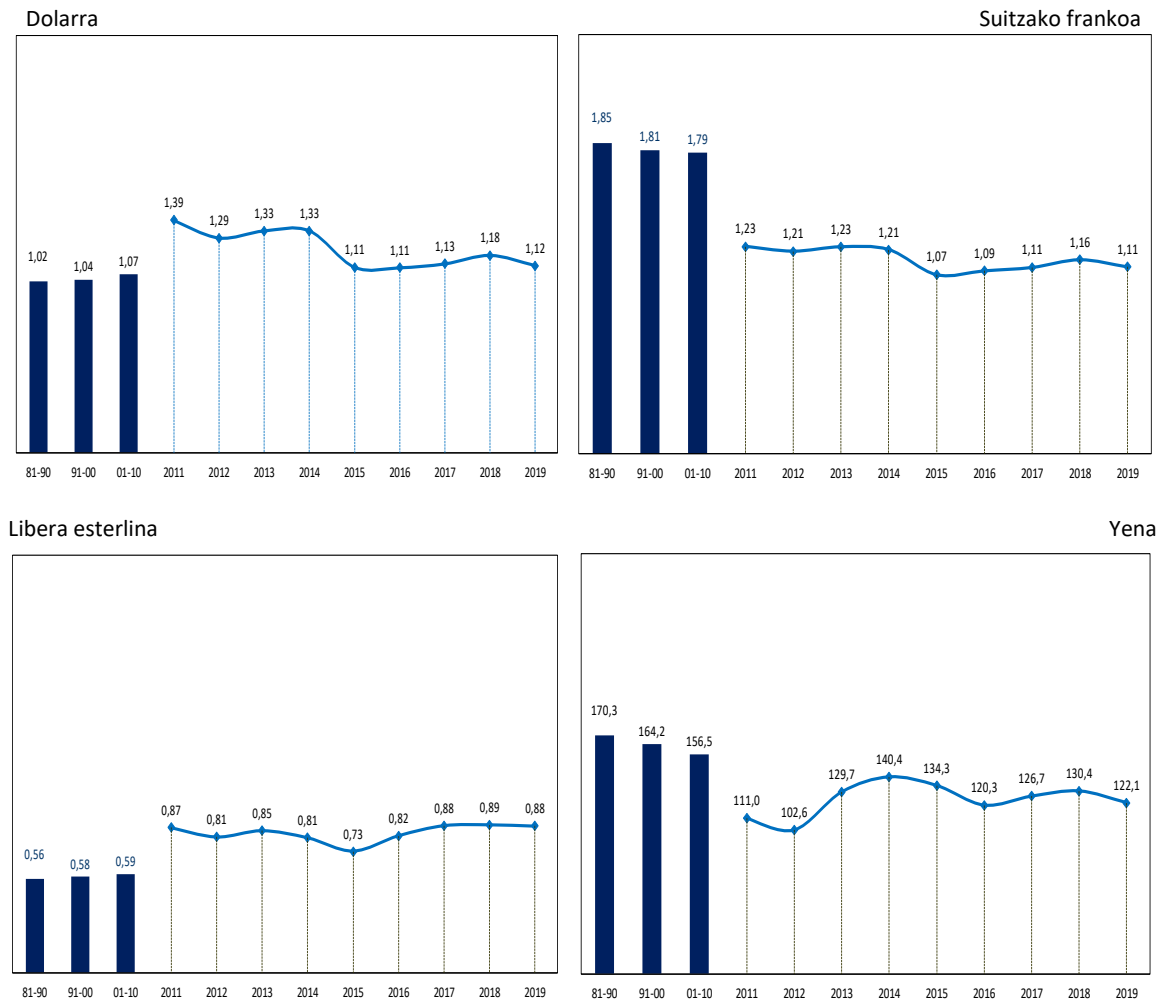 Dolarra
1,02 1,04 1,07 1,39 1,29 1,33 1,33 1,11 1,11 1,13 1,18 1,12
81-90 91-00 01-10 2011 2012 2013 2014 2015 2016 2017 2018 2019
Suitzako frankoa
1,85 1,81 1,79 1,23 1,21 1,23 1,21 1,07 1,09 1,11 1,16 1,11
81-90 91-00 01-10 2011 2012 2013 2014 2015 2016 2017 2018 2019
Libera esterlina
0,56 0,58 0,59 0,87 0,81 0,85 0,81 0,73 0,82 0,88 0,89 0,88
81-90 91-00 01-10 2011 2012 2013 2014 2015 2016 2017 2018 2019
Yena
170,3 164,2 156,5 111,0 102,6 129,7 140,4 134,3 120,3 126,7 130,4 122,1
81-90 91-00 01-10 2011 2012 2013 2014 2015 2016 2017 2018 2019